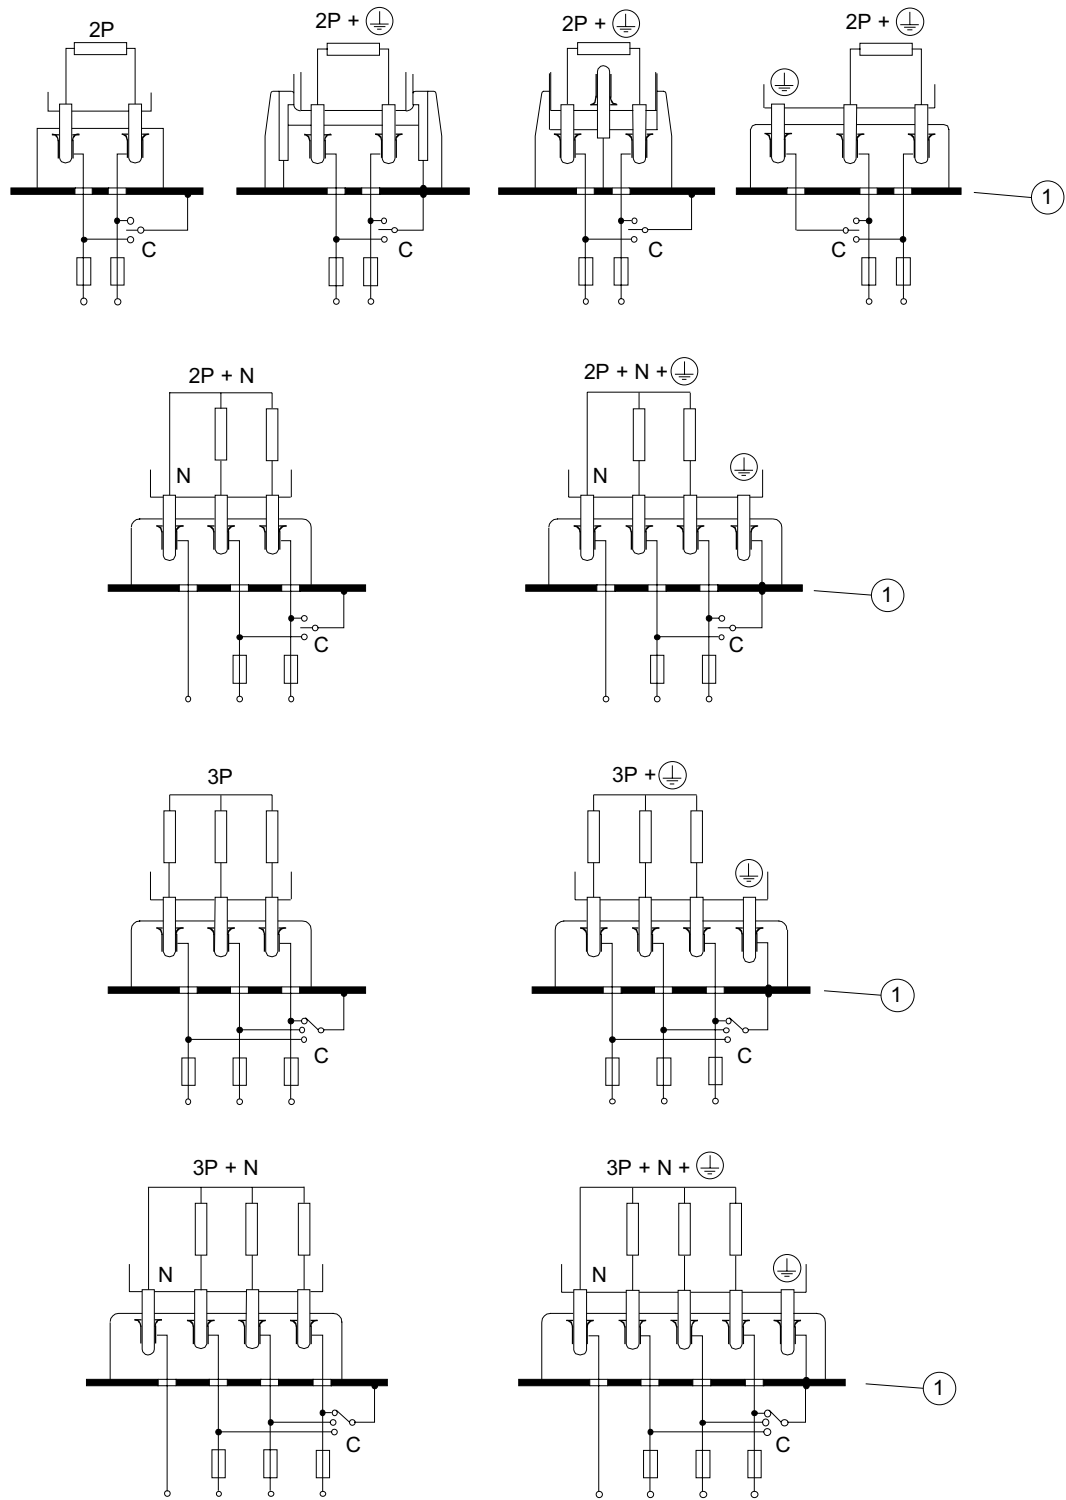 2P
2P + ⏚
2P + ⏚
2P + ⏚
⏚
1
C
C
C
C
2P + N
2P + N + ⏚
N
N
⏚
1
C
C
3P
3P + ⏚
⏚
1
C
C
3P + N
3P + N + ⏚
N
N
⏚
1
C
C